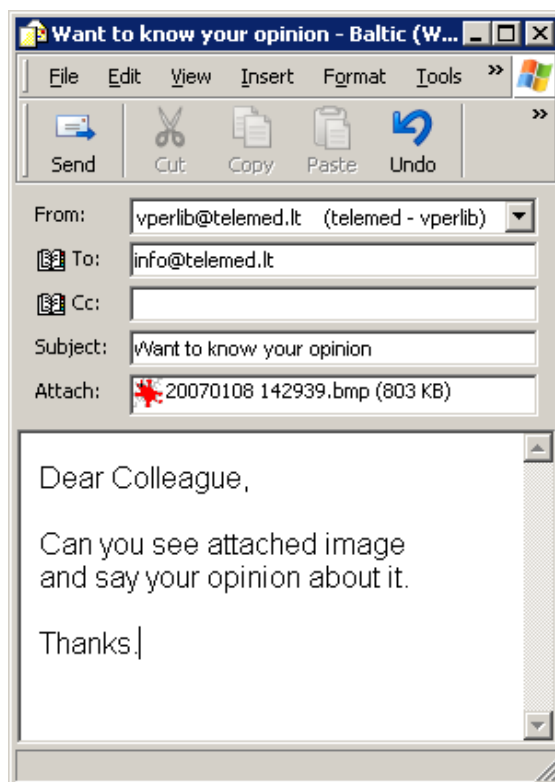 Want to know your opinion - Baltic (W...
File Edit View Insert Format Tools »
Send Cut Copy Paste Undo »
From: vperlib@telemed.lt (telemed - vperlib)
To: info@telemed.lt
Cc:
Subject: Want to know your opinion
Attach: 20070108 142939.bmp (803 KB)
Dear Colleague,
Can you see attached image
and say your opinion about it.
Thanks.